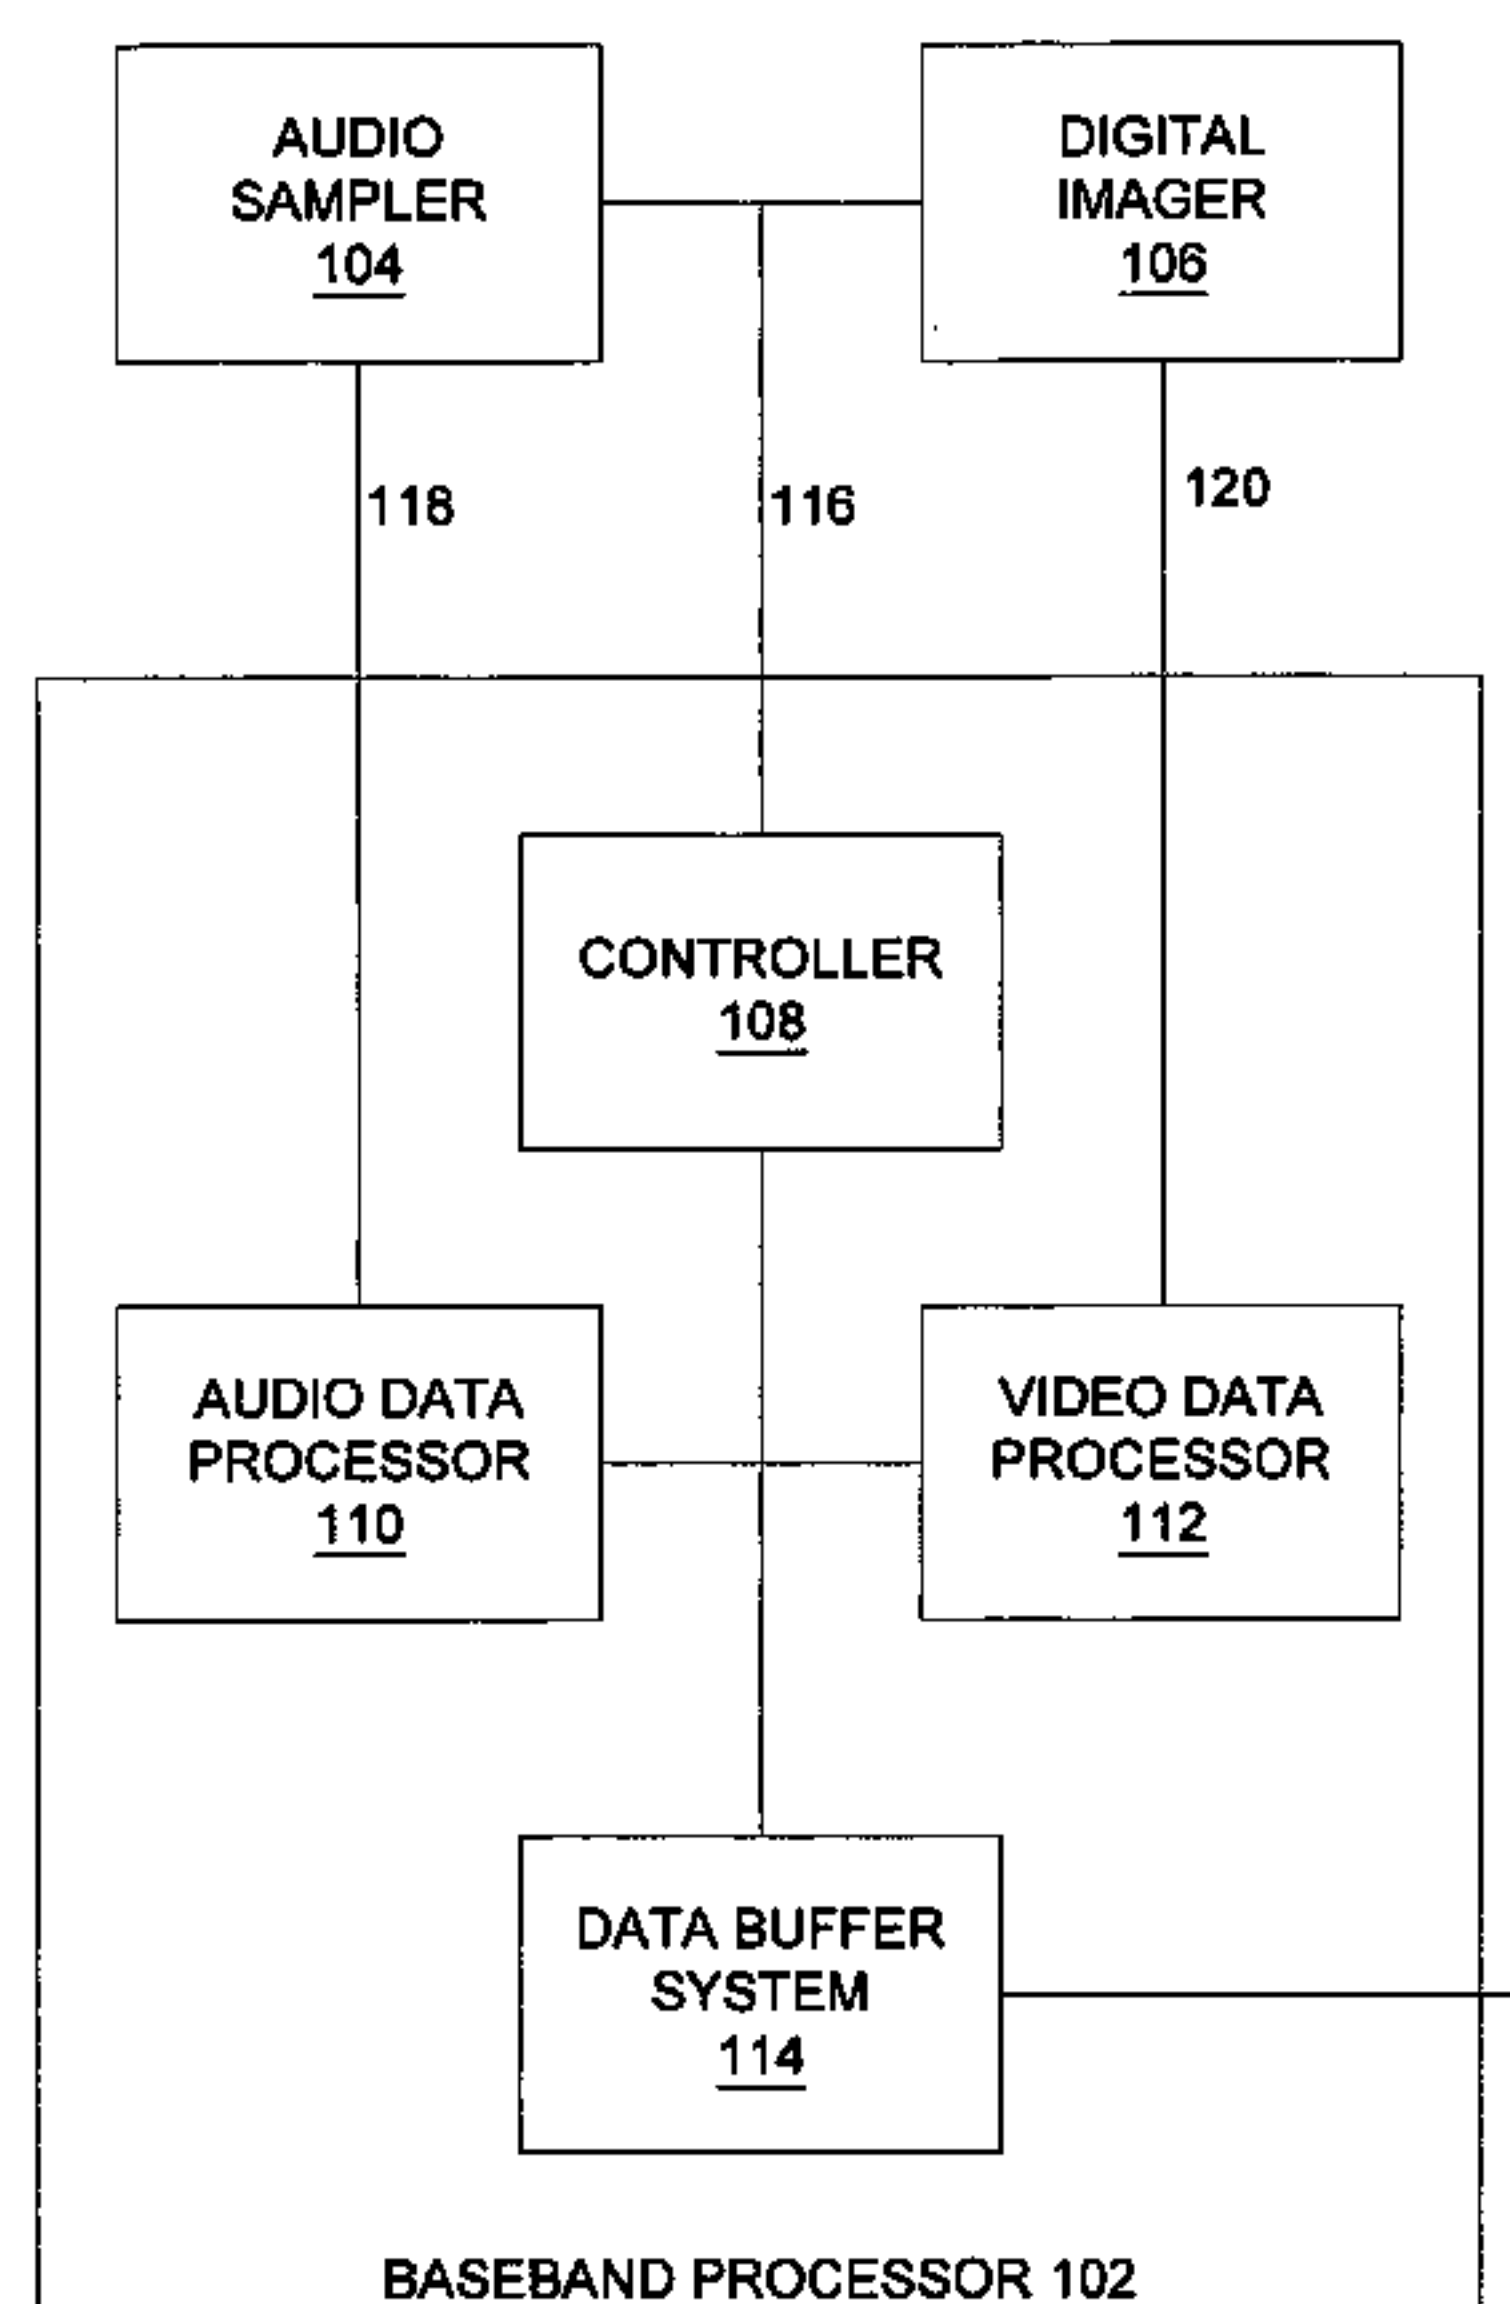 AUDIO
SAMPLER
104
DIGITAL
IMAGER
106
118
116
120
CONTROLLER
108
AUDIO DATA
PROCESSOR
110
VIDEO DATA
PROCESSOR
112
DATA BUFFER
SYSTEM
114
BASEBAND PROCESSOR 102